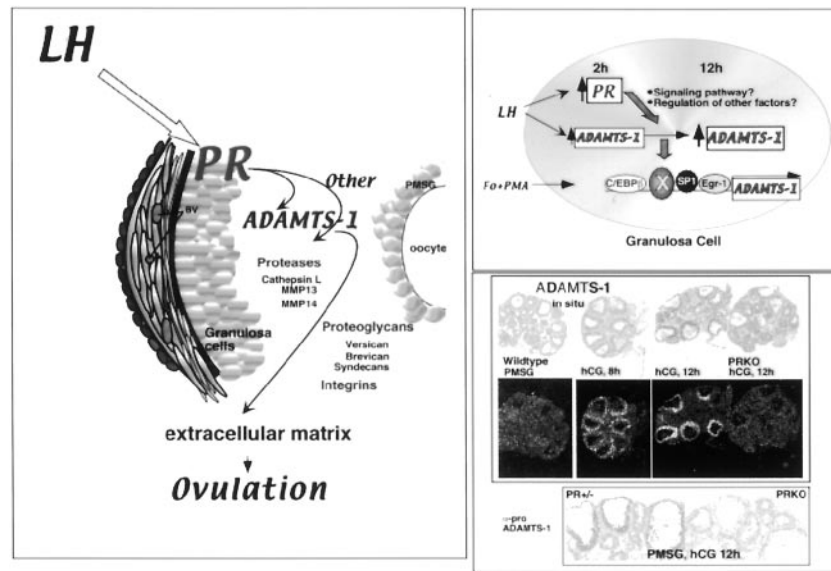 LH
PR
Other
ADAMTS-1
BV
PMSG
oocyte
Proteases
Cathepsin L
MMP13
MMP14
Granulosa
cells
Proteoglycans
Versican
Brevican
Syndecans
Integrins
extracellular matrix
Ovulation
2h
12h
PR
Signaling pathway?
Regulation of other factors?
LH
ADAMTS-1
ADAMTS-1
Fo+PMA
C/EBPβ
X
SP1
Egr-1
ADAMTS-1
Granulosa Cell
ADAMTS-1
in situ
Wildtype
PMSG
hCG, 8h
hCG, 12h
PRKO
hCG, 12h
PR+/-
PRKO
α-pro
ADAMTS-1
PMSG, hCG 12h